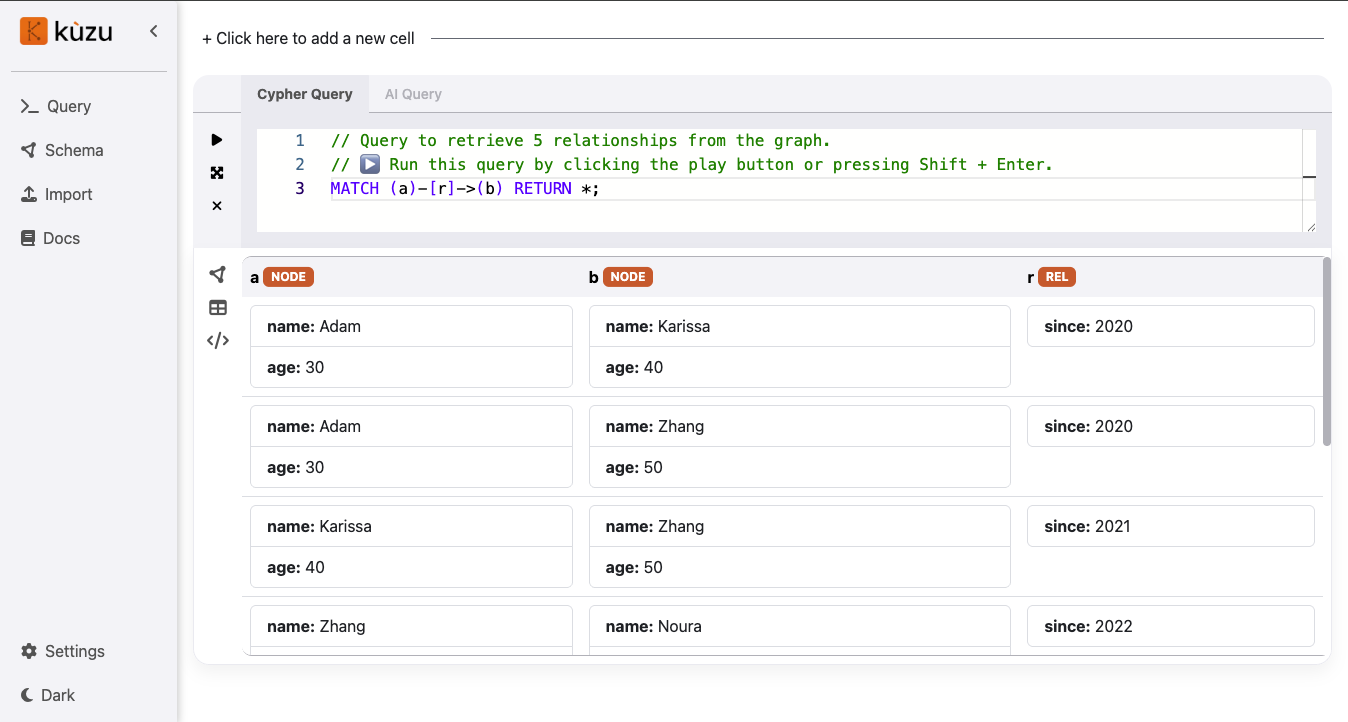 kùzu
Query
Schema
Import
Docs
Settings
Dark
+ Click here to add a new cell
Cypher Query AI Query
1 // Query to retrieve 5 relationships from the graph.
2 // ▶️ Run this query by clicking the play button or pressing Shift + Enter.
3 MATCH (a)-[r]->(b) RETURN *;
a NODE b NODE r REL
name: Adam name: Karissa since: 2020
age: 30 age: 40
name: Adam name: Zhang since: 2020
age: 30 age: 50
name: Karissa name: Zhang since: 2021
age: 40 age: 50
name: Zhang name: Noura since: 2022